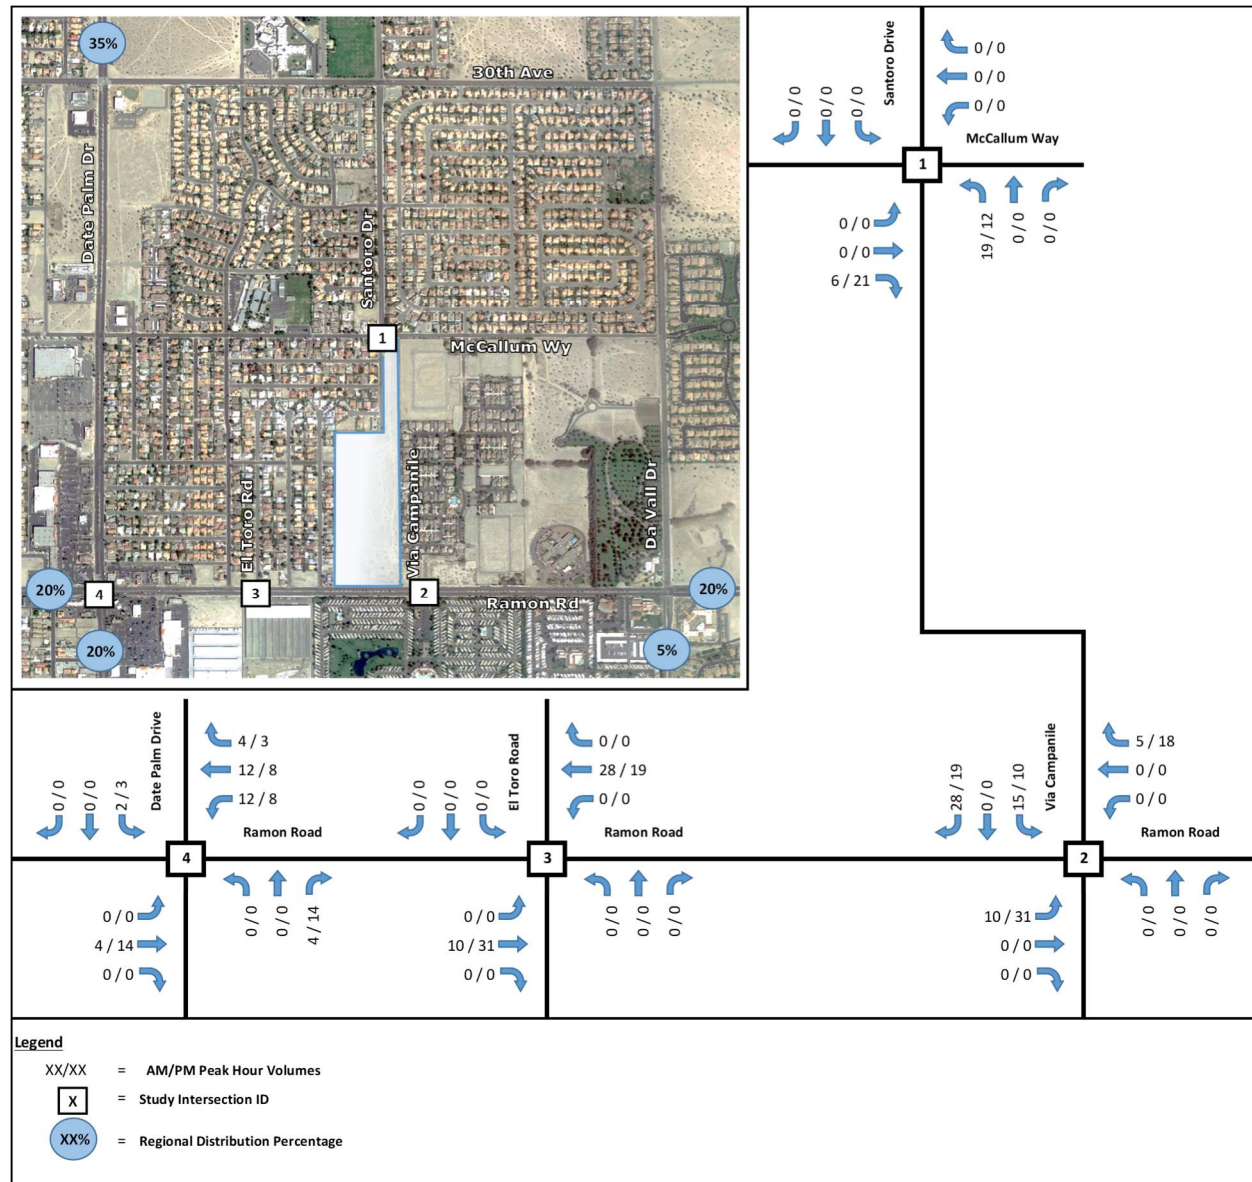 35%
30th Ave
Date Palm Dr
Santoro Dr
1
McCallum Wy
El Toro Rd
Via Campanile
Da Vall Dr
20%
4
3
2
Ramon Rd
20%
20%
5%
Santoro Drive
0 / 0
0 / 0
0 / 0
0 / 0
0 / 0
0 / 0
McCallum Way
1
0 / 0
0 / 0
6 / 21
19 / 12
0 / 0
0 / 0
Date Palm Drive
0 / 0
0 / 0
2 / 3
4 / 3
12 / 8
12 / 8
Ramon Road
4
0 / 0
4 / 14
0 / 0
0 / 0
0 / 0
4 / 14
El Toro Road
0 / 0
0 / 0
0 / 0
0 / 0
28 / 19
0 / 0
Ramon Road
3
0 / 0
10 / 31
0 / 0
0 / 0
0 / 0
0 / 0
Via Campanile
28 / 19
0 / 0
15 / 10
5 / 18
0 / 0
0 / 0
Ramon Road
2
10 / 31
0 / 0
0 / 0
0 / 0
0 / 0
0 / 0
Legend
XX/XX = AM/PM Peak Hour Volumes
X = Study Intersection ID
XX% = Regional Distribution Percentage